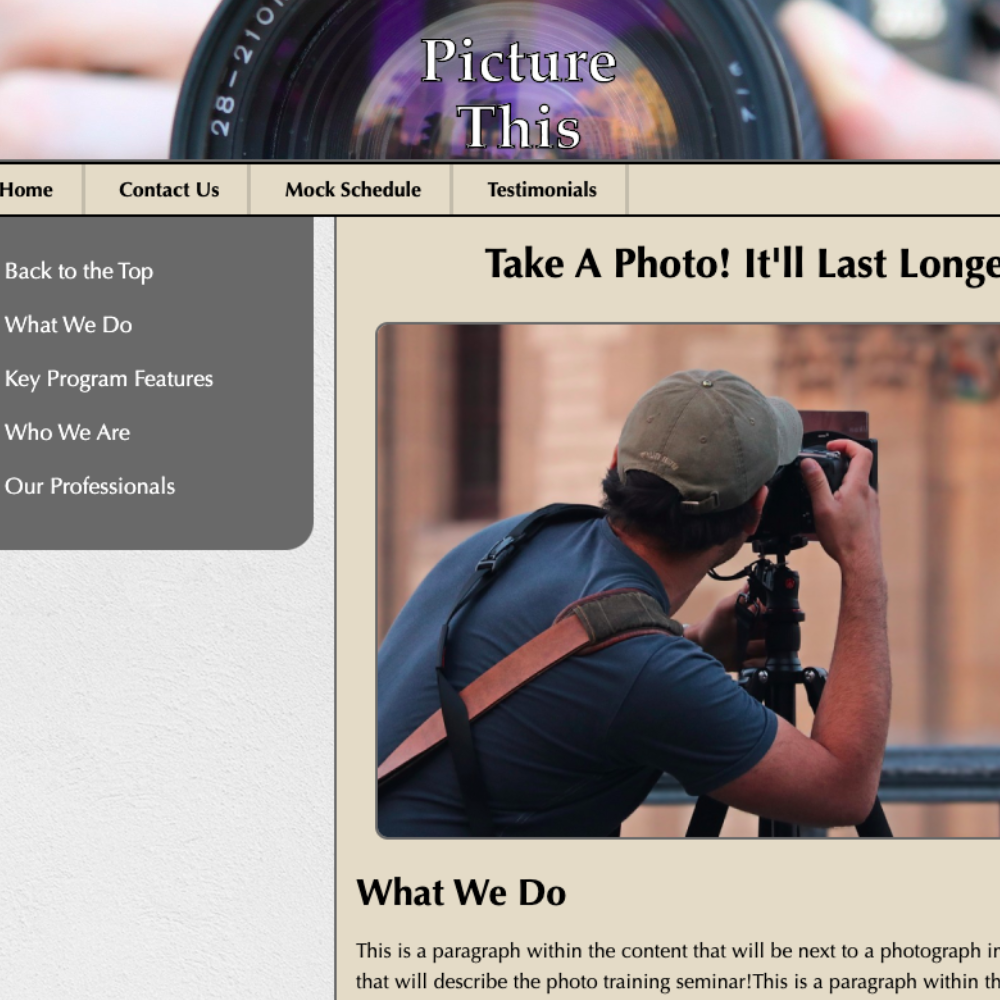 28-210
Picture
This
Home
Contact Us
Mock Schedule
Testimonials
Back to the Top
What We Do
Key Program Features
Who We Are
Our Professionals
Take A Photo! It'll Last Longe
What We Do
This is a paragraph within the content that will be next to a photograph in
that will describe the photo training seminar!This is a paragraph within th